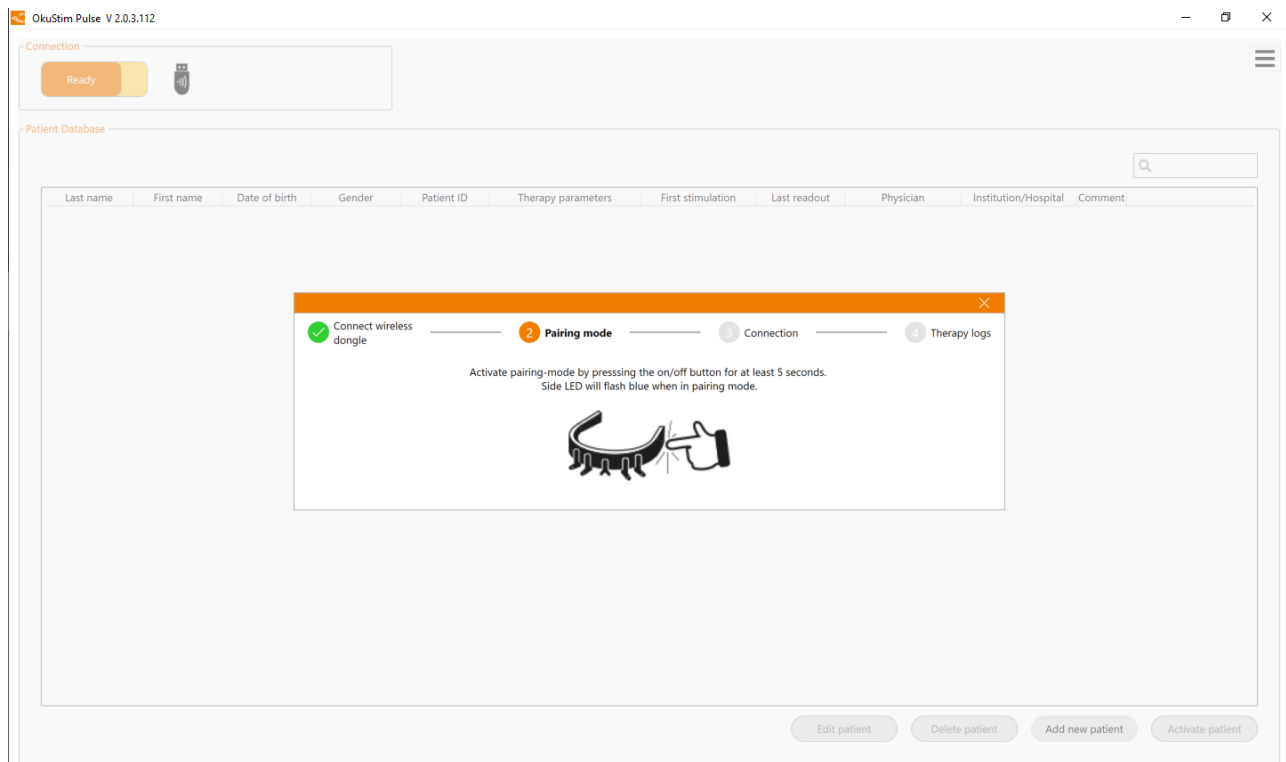 OkuStim Pulse V 2.0.3.112
Connection
Ready
Patient Database
Last name First name Date of birth Gender Patient ID Therapy parameters First stimulation Last readout Physician Institution/Hospital Comment
Connect wireless
dongle
2 Pairing mode
3 Connection
4 Therapy logs
Activate pairing-mode by presssing the on/off button for at least 5 seconds.
Side LED will flash blue when in pairing mode.
Edit patient Delete patient Add new patient Activate patient